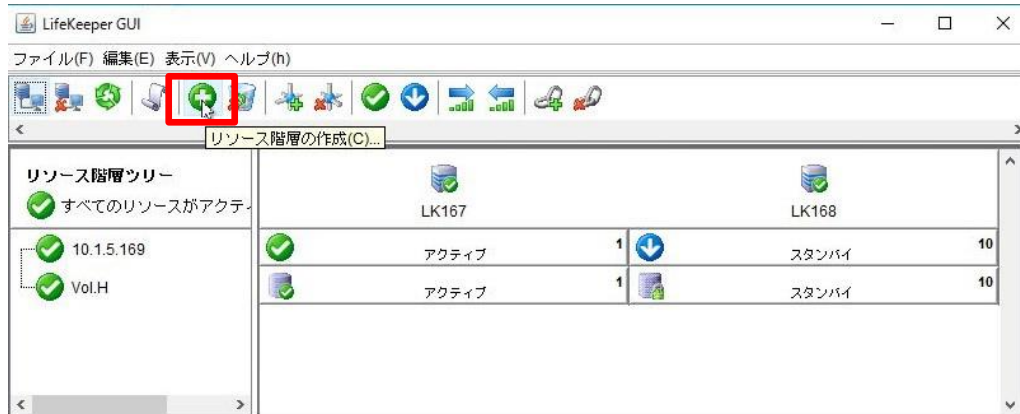 LifeKeeper GUI
ファイル(F) 編集(E) 表示(V) ヘルプ(h)
リソース階層の作成(C)...
リソース階層ツリー
すべてのリソースがアクティ
LK167
LK168
10.1.5.169
アクティブ 1
スタンバイ 10
Vol.H
アクティブ 1
スタンバイ 10